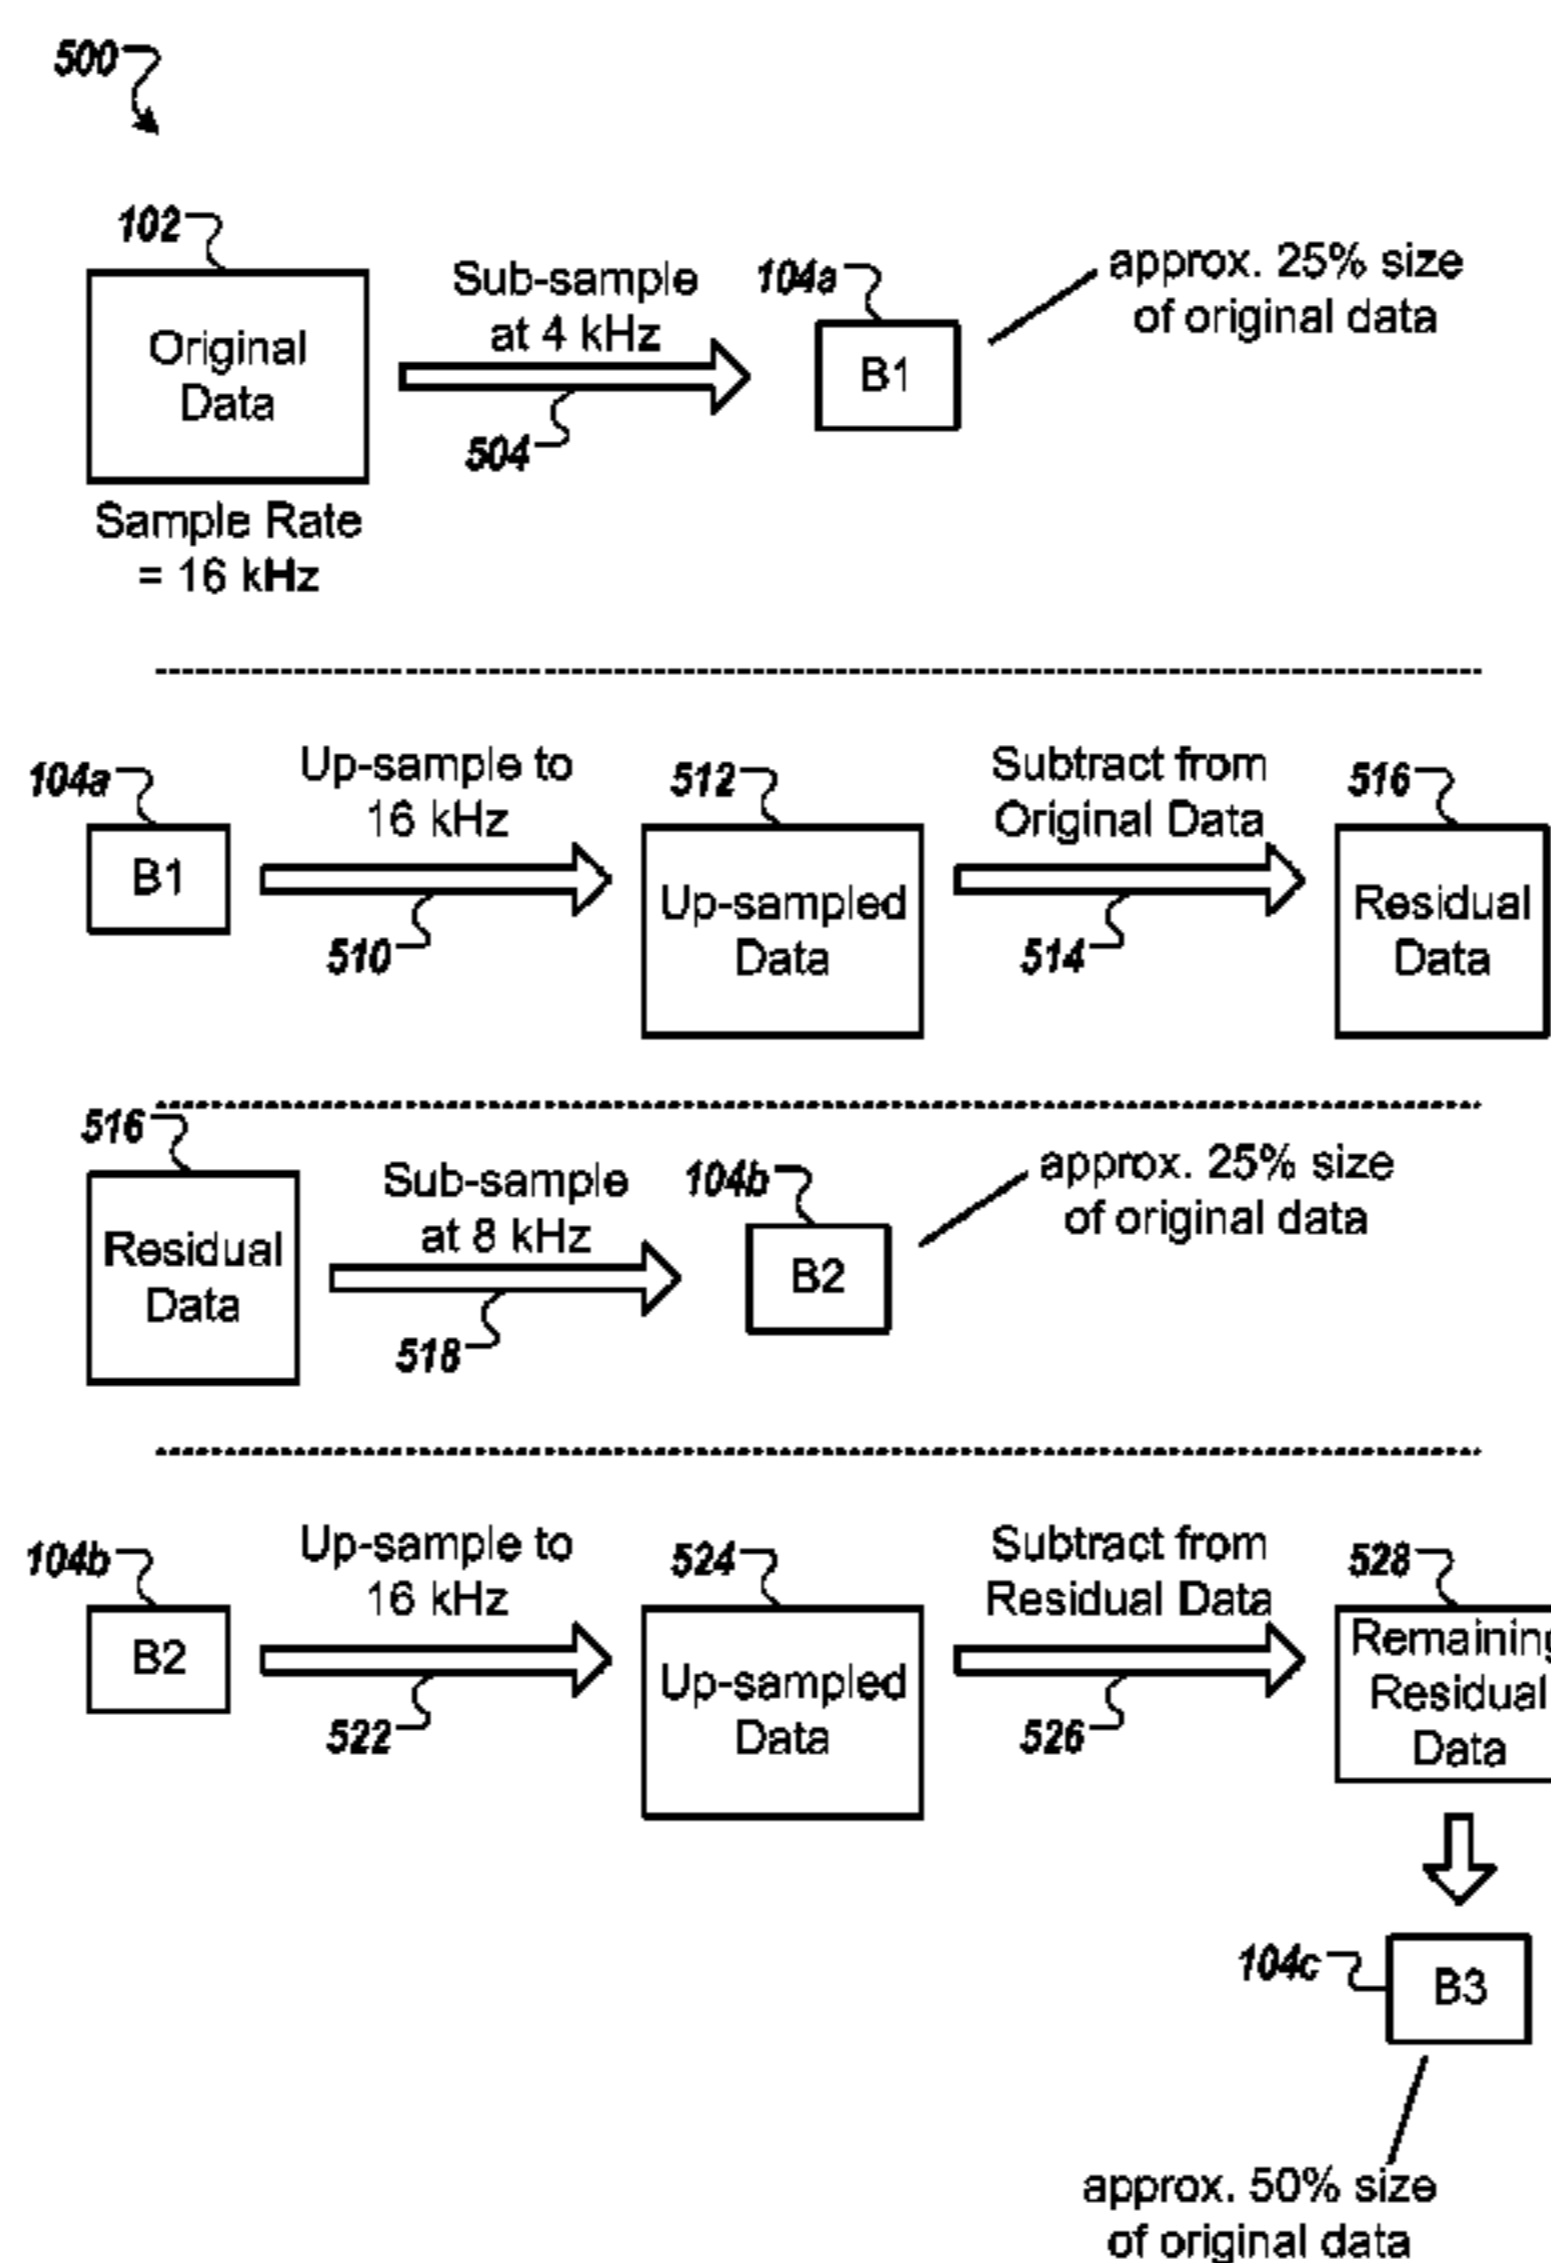 500
102
Original
Data
Sample Rate
= 16 kHz
Sub-sample
at 4 kHz
504
104a
B1
approx. 25% size
of original data
104a
B1
Up-sample to
16 kHz
510
512
Up-sampled
Data
Subtract from
Original Data
514
516
Residual
Data
516
Residual
Data
Sub-sample
at 8 kHz
518
104b
B2
approx. 25% size
of original data
104b
B2
Up-sample to
16 kHz
522
524
Up-sampled
Data
Subtract from
Residual Data
526
528
Remaining
Residual
Data
104c
B3
approx. 50% size
of original data